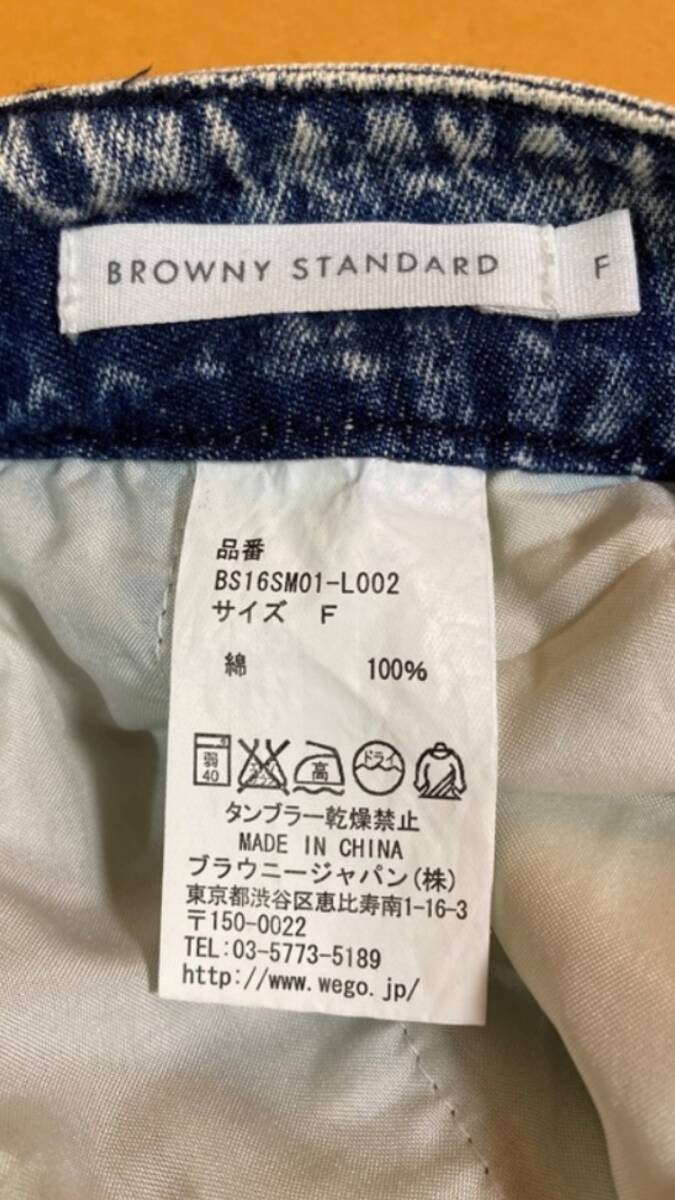 BROWNY STANDARD F
品番
BS16SM01-L002
サイズ F
綿 100%
弱 40 高 ドライ
タンブラー乾燥禁止
MADE IN CHINA
ブラウニージャパン(株)
東京都渋谷区恵比寿南1-16-3
〒150-0022
TEL:03-5773-5189
http://www.wego.jp/